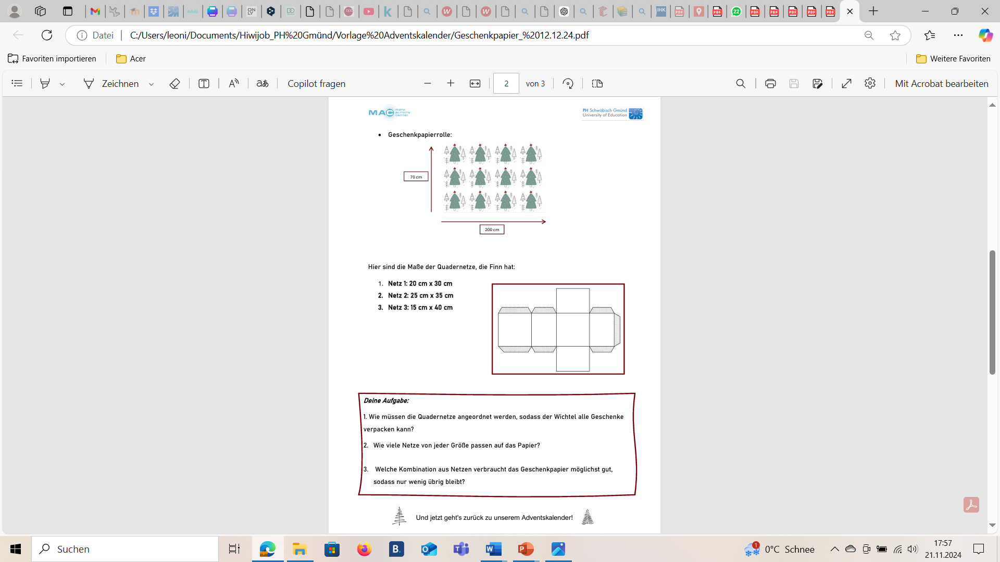 Datei
C:/Users/leoni/Documents/Hiwijob_PH%20Gmünd/Vorlage%20Adventskalender/Geschenkpapier_%2012.12.24.pdf
Favoriten importieren
Acer
Weitere Favoriten
Zeichnen
Copilot fragen
2
von 3
Mit Acrobat bearbeiten
MAC math activity center
PH Schwäbisch Gmünd
University of Education
• Geschenkpapierrolle:
70 cm
200 cm
Hier sind die Maße der Quadernetze, die Finn hat:
1. Netz 1: 20 cm x 30 cm
2. Netz 2: 25 cm x 35 cm
3. Netz 3: 15 cm x 40 cm
Deine Aufgabe:
1. Wie müssen die Quadernetze angeordnet werden, sodass der Wichtel alle Geschenke
verpacken kann?
2. Wie viele Netze von jeder Größe passen auf das Papier?
3. Welche Kombination aus Netzen verbraucht das Geschenkpapier möglichst gut,
sodass nur wenig übrig bleibt?
Und jetzt geht's zurück zu unserem Adventskalender!
Suchen
1
0°C Schnee
17:57
21.11.2024